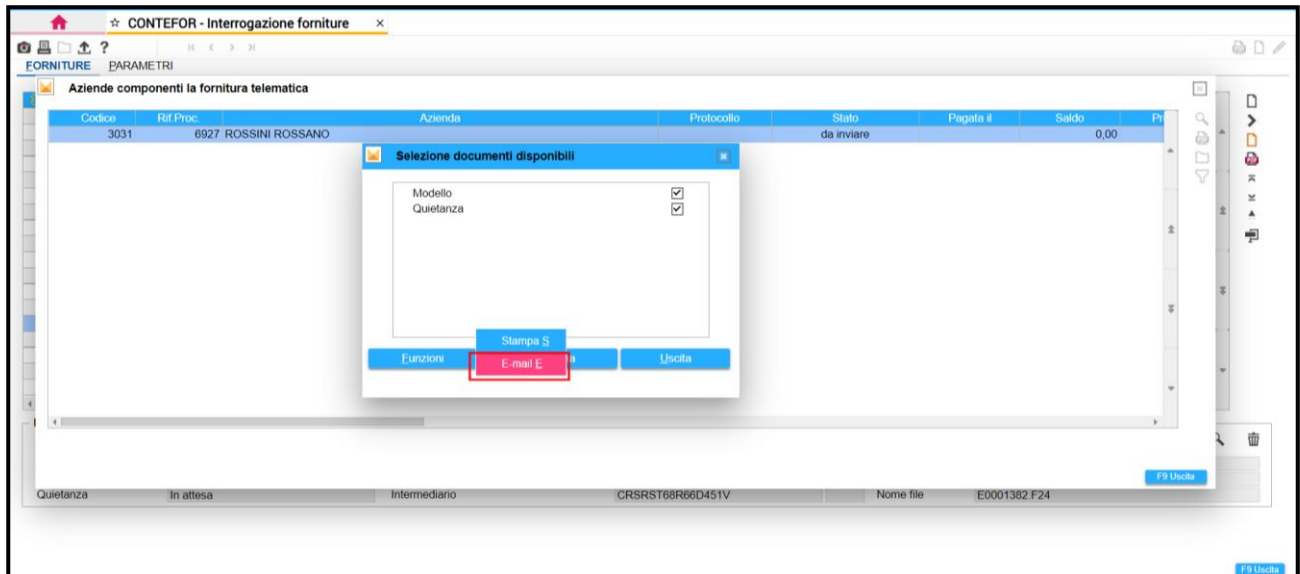 ☆ CONTEFOR - Interrogazione forniture ×
?
FORNITURE PARAMETRI
Aziende componenti la fornitura telematica
Codice Rif.Proc. Azienda Protocollo Stato Pagata il Saldo
3031 6927 ROSSINI ROSSANO da inviare 0,00
Selezione documenti disponibili
Modello
Quietanza
Stampa S
Funzioni E-mail E Uscita
F9 Uscita
Quietanza In attesa Intermediario CRSRST68R66D451V Nome file E0001382.F24
F9 Uscita